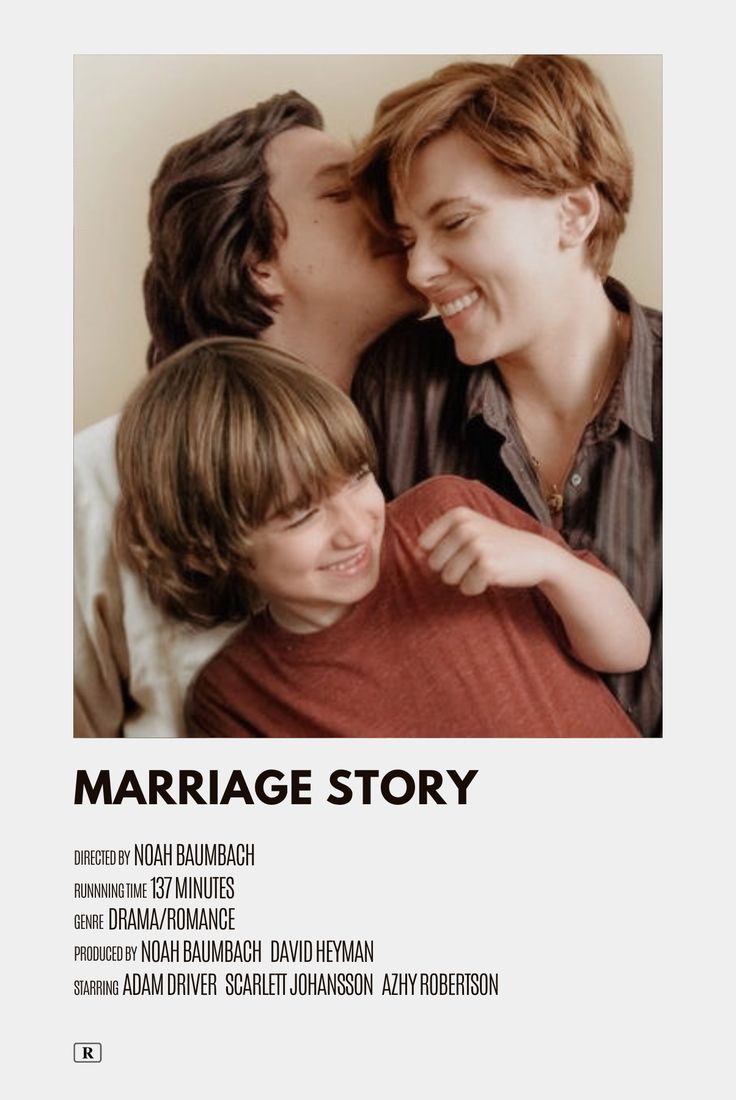 MARRIAGE STORY
DIRECTED BY NOAH BAUMBACH
RUNNNING TIME 137 MINUTES
GENRE DRAMA/ROMANCE
PRODUCED BY NOAH BAUMBACH DAVID HEYMAN
STARRING ADAM DRIVER SCARLETT JOHANSSON AZHY ROBERTSON
R